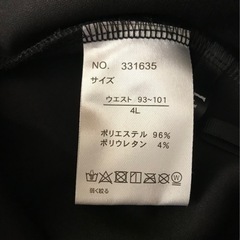 NO. 331635
サイズ
ウエスト 93~101
4L
ポリエステル 96%
ポリウレタン 4%
弱く絞る